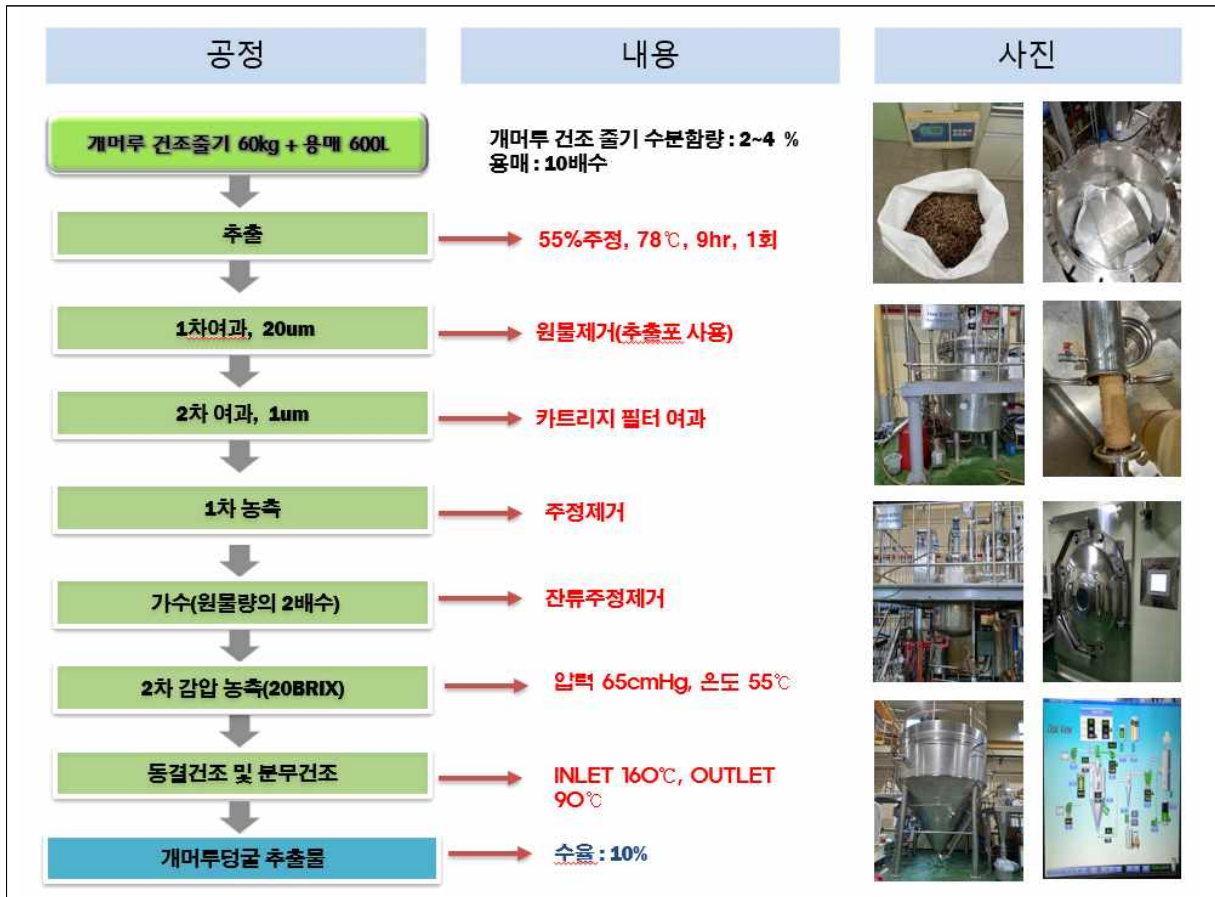 공정
내용
사진
개머루 건조줄기 60kg + 용매 600L
개머투 건조 줄기 수분함량 : 2~4 %
용매 : 10배수
추출
55%주정, 78℃, 9hr, 1회
1차여과, 20um
원물제거(추출포 사용)
2차 여과, 1um
카트리지 필터 여과
1차 농축
주정제거
가수(원물량의 2배수)
잔류주정제거
2차 감압 농축(20BRIX)
압력 65cmHg, 온도 55℃
동결건조 및 분무건조
INLET 160℃, OUTLET
90℃
개머투덩굴 추출물
수율 : 10%